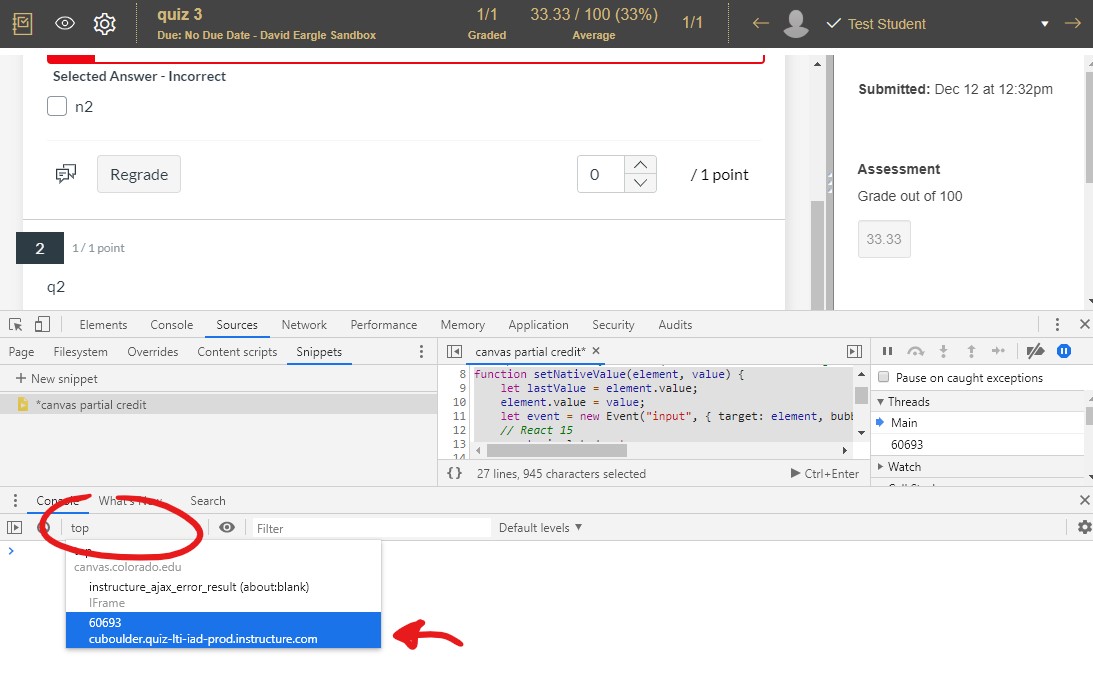 quiz 3
Due: No Due Date - David Eargle Sandbox
1/1
Graded
33.33 / 100 (33%)
Average
1/1
Test Student
Selected Answer - Incorrect
n2
Regrade
0
/ 1 point
2
1 / 1 point
q2
Submitted: Dec 12 at 12:32pm
Assessment
Grade out of 100
33.33
Elements Console Sources Network Performance Memory Application Security Audits
Page Filesystem Overrides Content scripts Snippets
+ New snippet
*canvas partial credit
canvas partial credit*
8 function setNativeValue(element, value) {
9 let lastValue = element.value;
10 element.value = value;
11 let event = new Event("input", { target: element, bubb
12 // React 15
13
14
{ } 27 lines, 945 characters selected
Ctrl+Enter
Pause on caught exceptions
Threads
Main
60693
Watch
Console What's New Search
top
Filter
Default levels
top
canvas.colorado.edu
instructure_ajax_error_result (about:blank)
IFrame
60693
cuboulder.quiz-lti-iad-prod.instructure.com